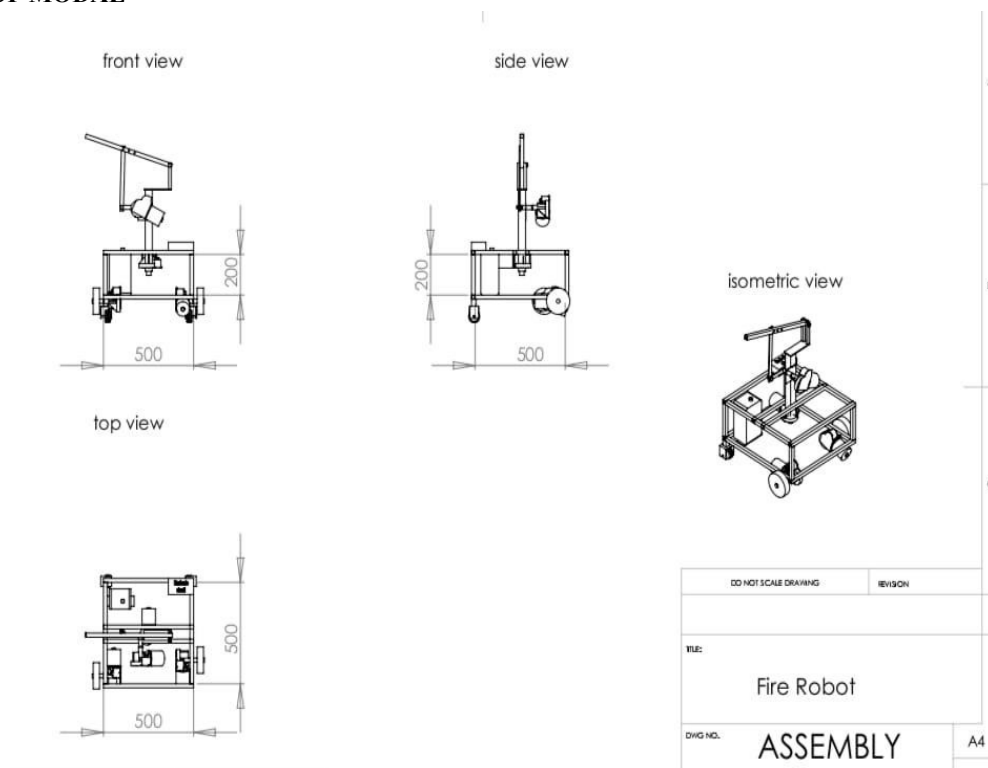 front view
side view
200
200
500
500
isometric view
top view
500
500
DO NOT SCALE DRAWING
REVISION
TITLE:
Fire Robot
DWG NO.
ASSEMBLY
A4